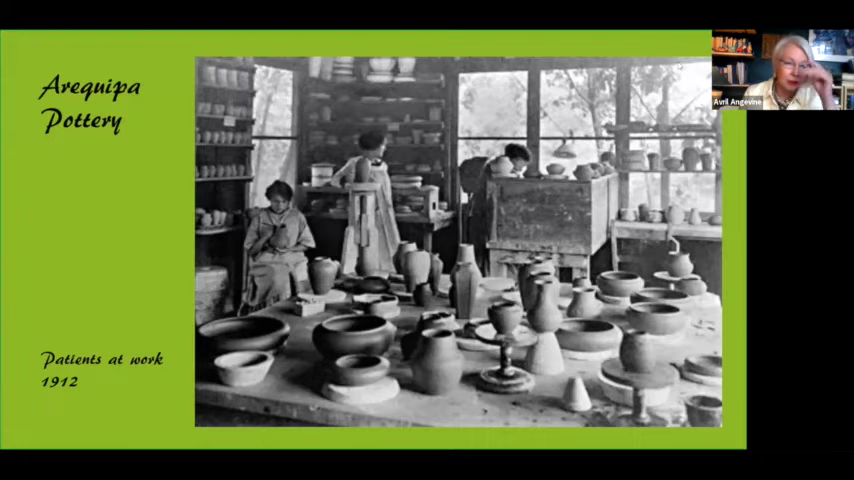 Arequipa
Pottery
Patients at work
1912
Avril Angevine